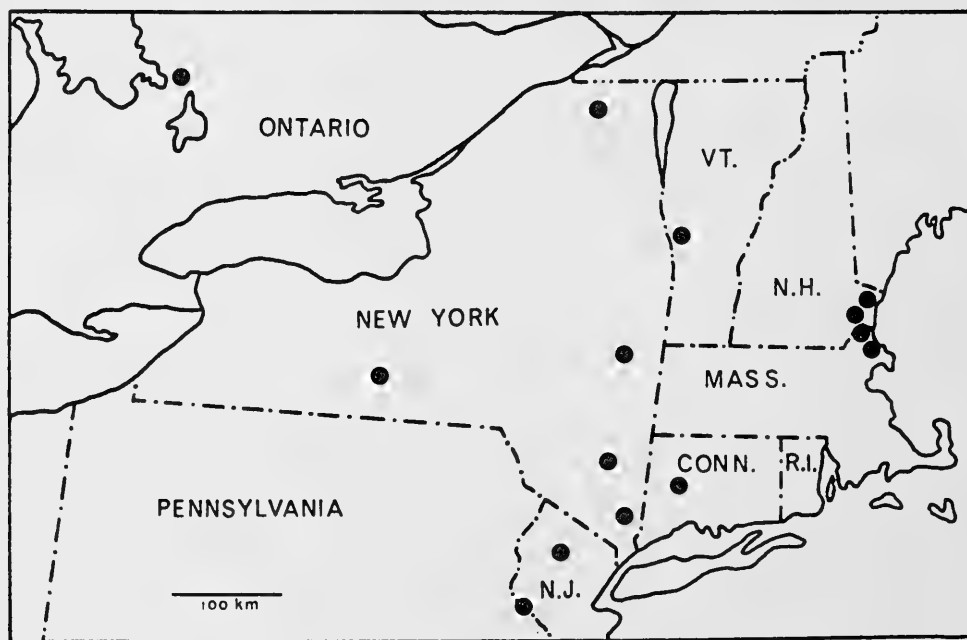 ONTARIO
VT.
N.H.
NEW YORK
MASS.
CONN.
R.I.
PENNSYLVANIA
N.J.
100 km